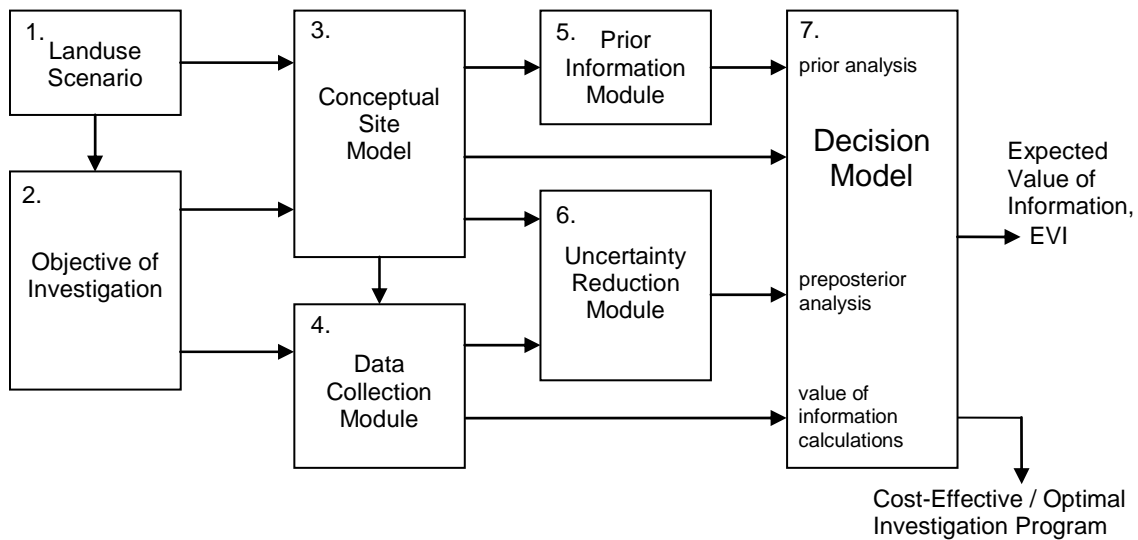 1.
Landuse
Scenario
2.
Objective of
Investigation
3.
Conceptual
Site
Model
4.
Data
Collection
Module
5.
Prior
Information
Module
6.
Uncertainty
Reduction
Module
7.
prior analysis
Decision
Model
preposterior
analysis
value of
information
calculations
Expected
Value of
Information,
EVI
Cost-Effective / Optimal
Investigation Program